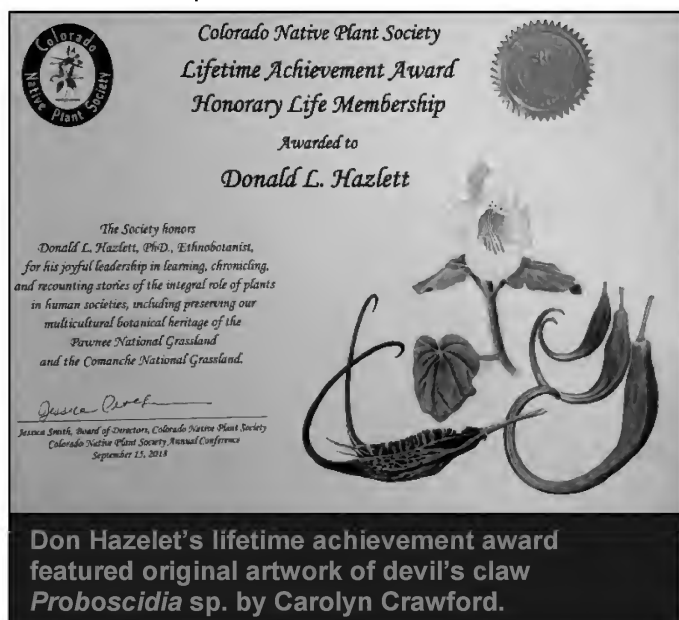 Colorado
Native Plant Society
Colorado Native Plant Society
Lifetime Achievement Award
Honorary Life Membership
Awarded to
Donald L. Hazlett
The Society honors
Donald L. Hazlett, PhD., Ethnobotanist,
for his joyful leadership in learning, chronicling,
and recounting stories of the integral role of plants
in human societies, including preserving our
multicultural botanical heritage of the
Pawnee National Grassland
and the Comanche National Grassland.
Jessica Smith, Board of Directors, Colorado Native Plant Society
Colorado Native Plant Society Annual Conference
September 15, 2018
Don Hazelet’s lifetime achievement award
featured original artwork of devil’s claw
Proboscidia sp. by Carolyn Crawford.